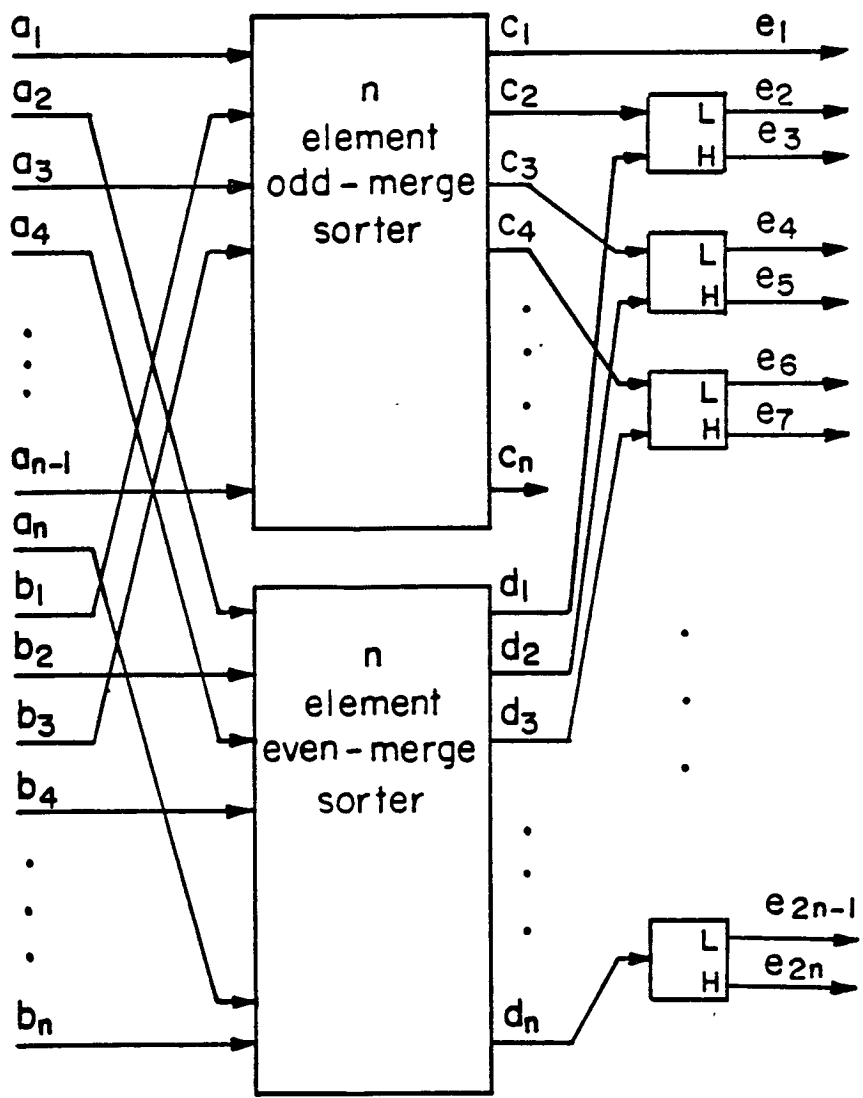 a1 c1 e1
a2 n c2 L e2
element H e3
a3 odd-merge c3
a4 sorter c4 L e4
H e5
L e6
H e7
an-1 cn
an
b1 d1
b2 n d2
b3 element d3
even-merge
b4 sorter
L e2n-1
H e2n
bn dn